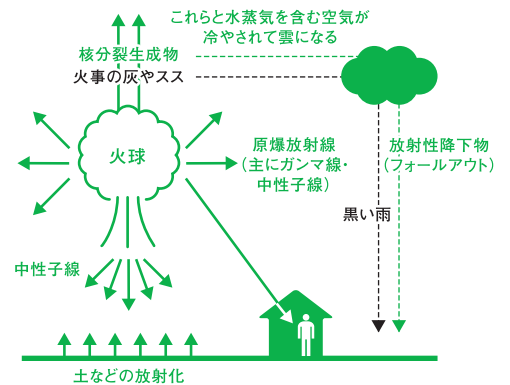 これらと水蒸気を含む空気が
冷やされて雲になる
核分裂生成物
火事の灰やスス
火球
原爆放射線
（主にガンマ線・
中性子線）
放射性降下物
（フォールアウト）
黒い雨
中性子線
土などの放射化